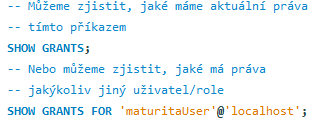 -- Můžeme zjistit, jaké máme aktuální práva
-- tímto příkazem
SHOW GRANTS;
-- Nebo můžeme zjistit, jaké má práva
-- jakýkoliv jiný uživatel/role
SHOW GRANTS FOR 'maturitaUser'@'localhost';